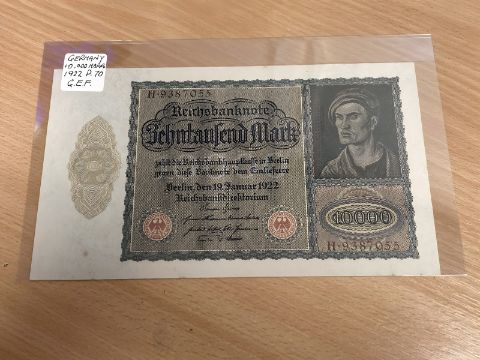 GERMANY
10.000 MARK
1922 P.70
G.E.F.
H·9387055
Reichsbanknote
Zehntausend Mark
zahlt die Reichsbankhauptkasse in Berlin
gegen diese Banknote dem Einlieferer
Berlin, den 19. Januar 1922
Reichsbankdirektorium
10000
H·9387055